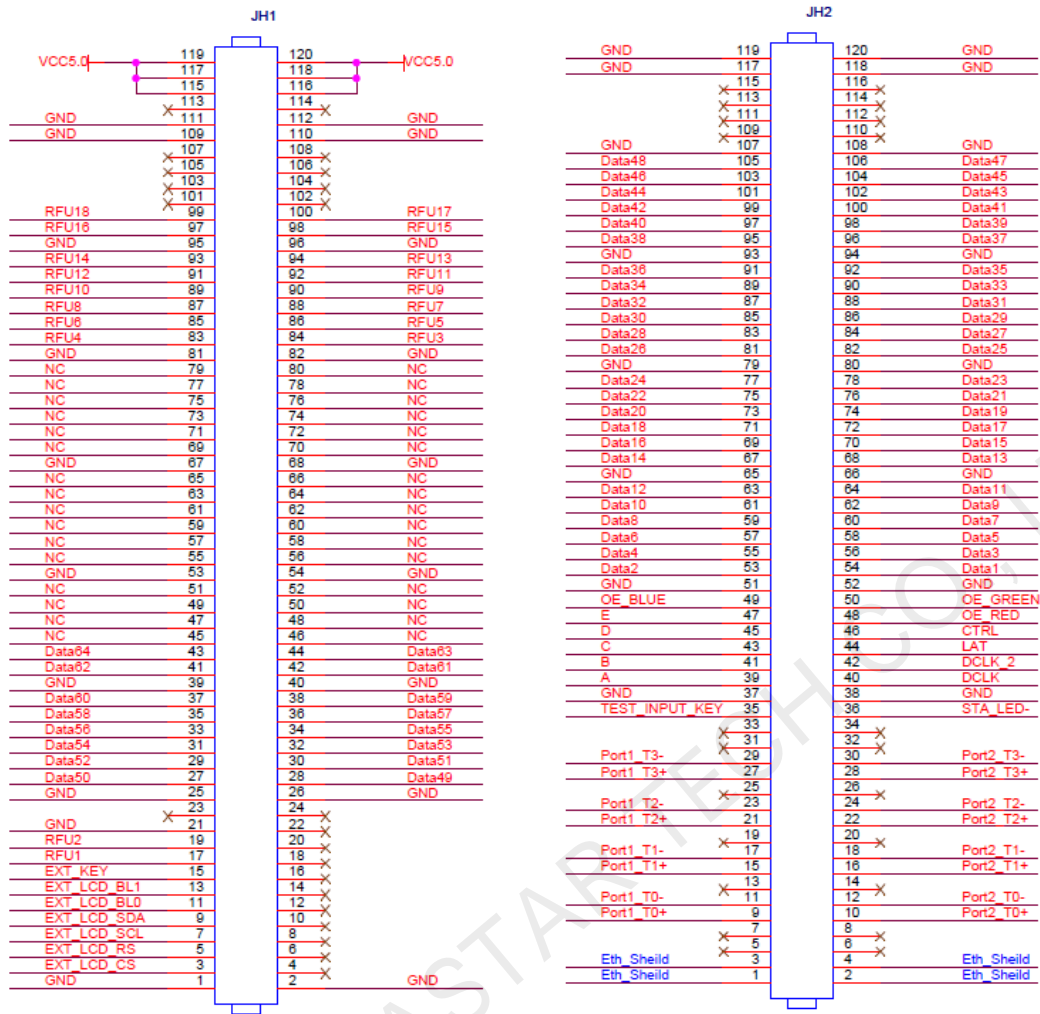 JH1
119 120
VCC5.0 117 118 VCC5.0
115 116
113 114
GND 111 112 GND
GND 109 110 GND
107 108
105 106
103 104
101 102
RFU18 99 100 RFU17
RFU16 97 98 RFU15
GND 95 96 GND
RFU14 93 94 RFU13
RFU12 91 92 RFU11
RFU10 89 90 RFU9
RFU8 87 88 RFU7
RFU6 85 86 RFU5
RFU4 83 84 RFU3
GND 81 82 GND
NC 79 80 NC
NC 77 78 NC
NC 75 76 NC
NC 73 74 NC
NC 71 72 NC
NC 69 70 NC
GND 67 68 GND
NC 65 66 NC
NC 63 64 NC
NC 61 62 NC
NC 59 60 NC
NC 57 58 NC
NC 55 56 NC
GND 53 54 GND
NC 51 52 NC
NC 49 50 NC
NC 47 48 NC
NC 45 46 NC
Data64 43 44 Data63
Data62 41 42 Data61
GND 39 40 GND
Data60 37 38 Data59
Data58 35 36 Data57
Data56 33 34 Data55
Data54 31 32 Data53
Data52 29 30 Data51
Data50 27 28 Data49
GND 25 26 GND
23 24
GND 21 22
RFU2 19 20
RFU1 17 18
EXT_KEY 15 16
EXT_LCD_BL1 13 14
EXT_LCD_BL0 11 12
EXT_LCD_SDA 9 10
EXT_LCD_SCL 7 8
EXT_LCD_RS 5 6
EXT_LCD_CS 3 4
GND 1 2 GND
JH2
GND 119 120 GND
GND 117 118 GND
115 116
113 114
111 112
109 110
GND 107 108 GND
Data48 105 106 Data47
Data46 103 104 Data45
Data44 101 102 Data43
Data42 99 100 Data41
Data40 97 98 Data39
Data38 95 96 Data37
GND 93 94 GND
Data36 91 92 Data35
Data34 89 90 Data33
Data32 87 88 Data31
Data30 85 86 Data29
Data28 83 84 Data27
Data26 81 82 Data25
GND 79 80 GND
Data24 77 78 Data23
Data22 75 76 Data21
Data20 73 74 Data19
Data18 71 72 Data17
Data16 69 70 Data15
Data14 67 68 Data13
GND 65 66 GND
Data12 63 64 Data11
Data10 61 62 Data9
Data8 59 60 Data7
Data6 57 58 Data5
Data4 55 56 Data3
Data2 53 54 Data1
GND 51 52 GND
OE_BLUE 49 50 OE_GREEN
E 47 48 OE_RED
D 45 46 CTRL
C 43 44 LAT
B 41 42 DCLK_2
A 39 40 DCLK
GND 37 38 GND
TEST_INPUT_KEY 35 36 STA_LED-
33 34
31 32
Port1_T3- 29 30 Port2_T3-
Port1_T3+ 27 28 Port2_T3+
25 26
Port1_T2- 23 24 Port2_T2-
Port1_T2+ 21 22 Port2_T2+
19 20
Port1_T1- 17 18 Port2_T1-
Port1_T1+ 15 16 Port2_T1+
13 14
Port1_T0- 11 12 Port2_T0-
Port1_T0+ 9 10 Port2_T0+
7 8
5 6
Eth_Sheild 3 4 Eth_Sheild
Eth_Sheild 1 2 Eth_Sheild
ASTAR TECH CO.,